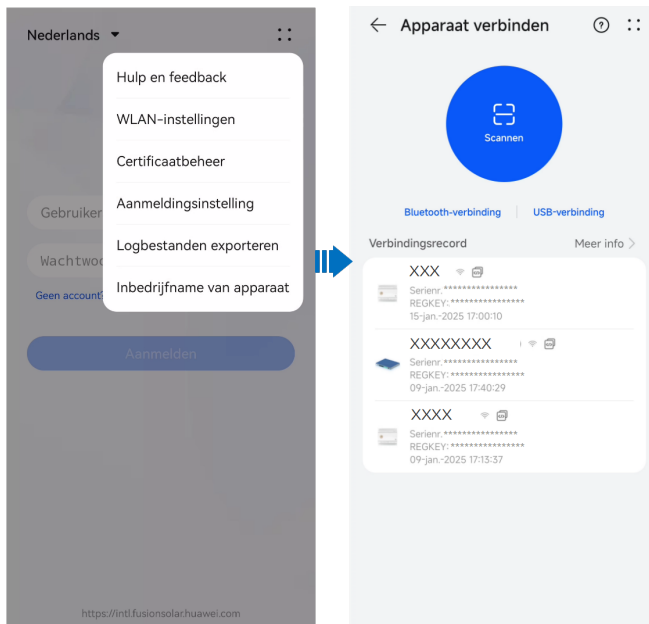 Nederlands
Hulp en feedback
WLAN-instellingen
Certificaatbeheer
Aanmeldingsinstelling
Logbestanden exporteren
Inbedrijfname van apparaat
Gebruiker
Wachtwoo
Geen account?
Aanmelden
https://intl.fusionsolar.huawei.com
Apparaat verbinden
Scannen
Bluetooth-verbinding
USB-verbinding
Verbindingsrecord Meer info
XXX
Serienr.****************
REGKEY:****************
15-jan.-2025 17:00:10
XXXXXXXX
Serienr.****************
REGKEY:****************
09-jan.-2025 17:40:29
XXXX
Serienr.****************
REGKEY:****************
09-jan.-2025 17:13:37